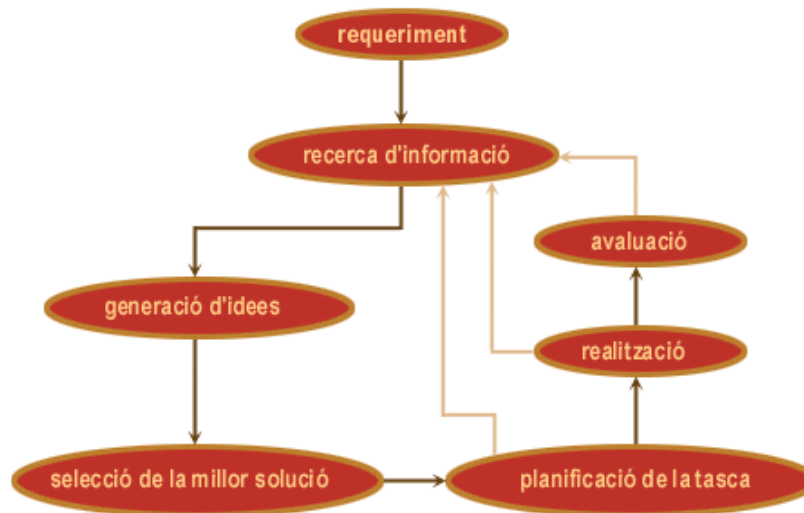 requeriment
recerca d'informació
generació d'idees
selecció de la millor solució
planificació de la tasca
realització
avaluació